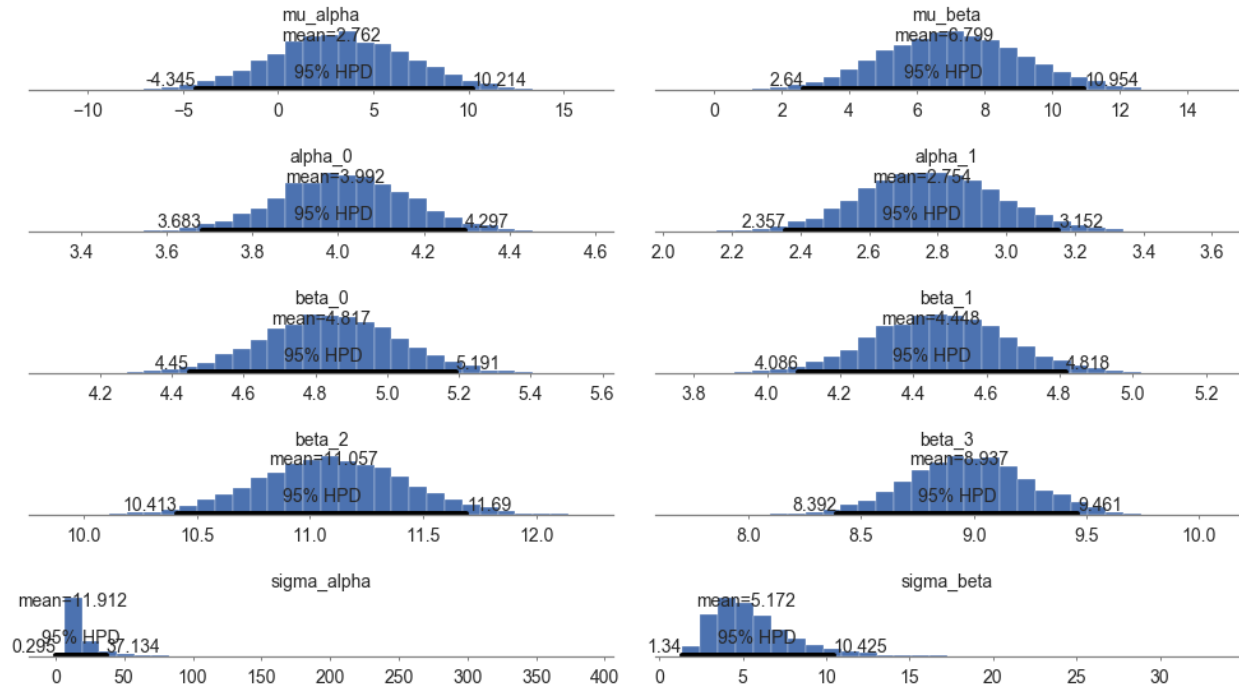 mu_alpha
mean=2.762
95% HPD
-4.345 10.214
−10 −5 0 5 10 15
mu_beta
mean=6.799
95% HPD
2.64 10.954
0 2 4 6 8 10 12 14
alpha_0
mean=3.992
95% HPD
3.683 4.297
3.4 3.6 3.8 4.0 4.2 4.4 4.6
alpha_1
mean=2.754
95% HPD
2.357 3.152
2.0 2.2 2.4 2.6 2.8 3.0 3.2 3.4 3.6
beta_0
mean=4.817
95% HPD
4.45 5.191
4.2 4.4 4.6 4.8 5.0 5.2 5.4 5.6
beta_1
mean=4.448
95% HPD
4.086 4.818
3.8 4.0 4.2 4.4 4.6 4.8 5.0 5.2
beta_2
mean=11.057
95% HPD
10.413 11.69
10.0 10.5 11.0 11.5 12.0
beta_3
mean=8.937
95% HPD
8.392 9.461
8.0 8.5 9.0 9.5 10.0
sigma_alpha
mean=11.912
95% HPD
0.295 37.134
0 50 100 150 200 250 300 350 400
sigma_beta
mean=5.172
95% HPD
1.34 10.425
0 5 10 15 20 25 30